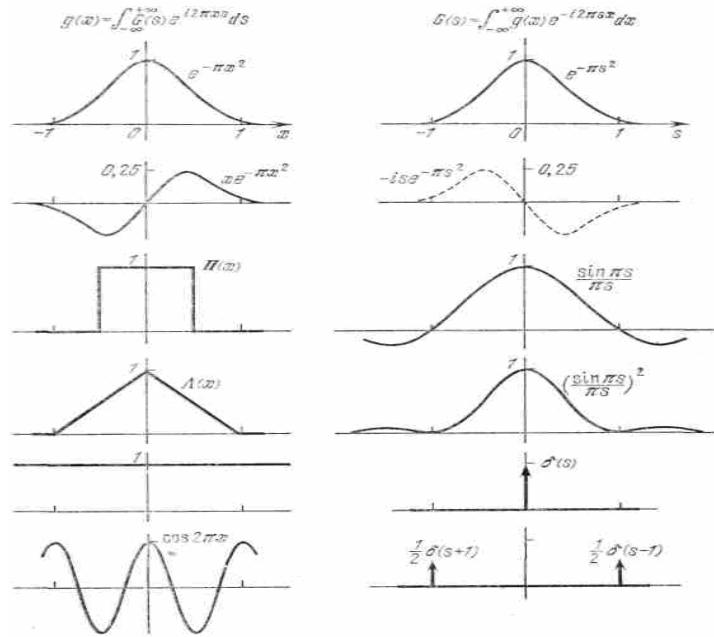 g(x)=∫_{-∞}^{+∞} G(s) e^{i2πxs} ds
G(s)=∫_{-∞}^{+∞} g(x) e^{-i2πsx} dx
1
e^{-πx²}
-1 0 1 x
1
e^{-πs²}
-1 0 1 s
0,25 xe^{-πx²}
-ise^{-πs²} 0,25
1 Π(x)
1 sin πs / πs
1 Λ(x)
1 (sin πs / πs)²
1
δ(s)
cos 2πx
½ δ(s+1) ½ δ(s-1)